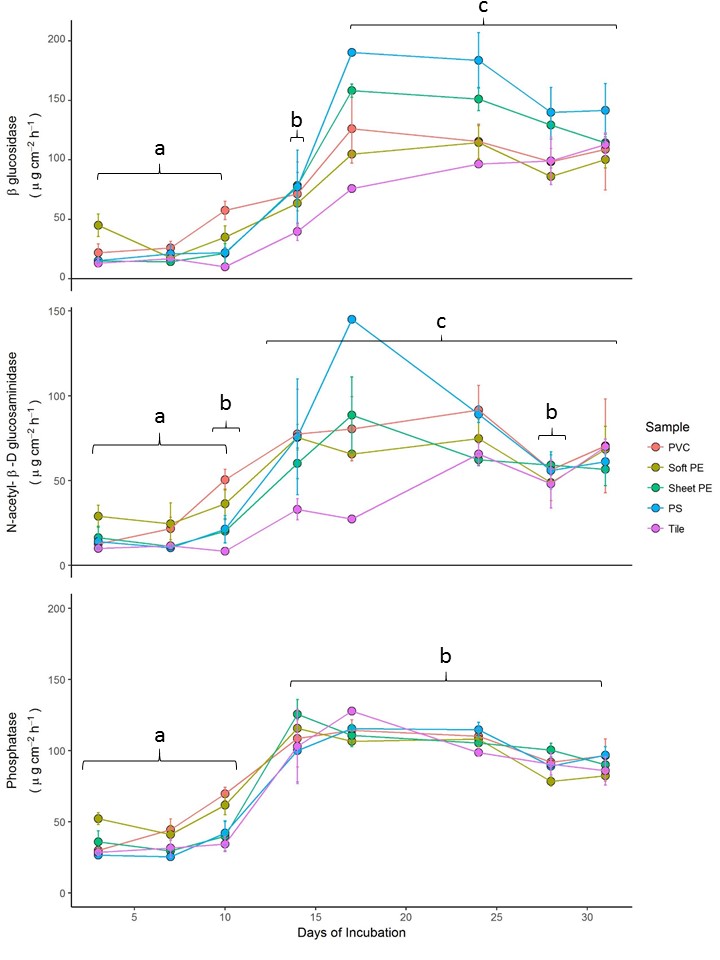 c
200
150
b
a
100
50
0
β glucosidase
( μ g cm⁻² h⁻¹ )
150
c
100
b
a
b
50
0
N-acetyl- β -D glucosaminidase
( μ g cm⁻² h⁻¹ )
Sample
PVC
Soft PE
Sheet PE
PS
Tile
200
150
b
a
100
50
0
Phosphatase
( μ g cm⁻² h⁻¹ )
5 10 15 20 25 30
Days of Incubation